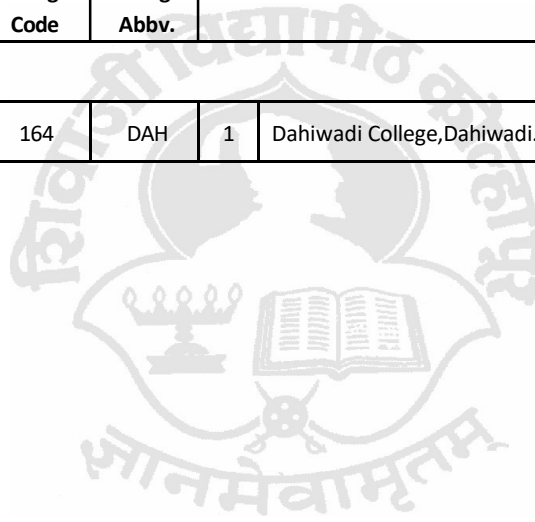 Code Abbv.
164 DAH 1 Dahiwadi College,Dahiwadi.
शिवाजी विद्यापीठ कोल्हापूर
ज्ञानमेवामृतम्